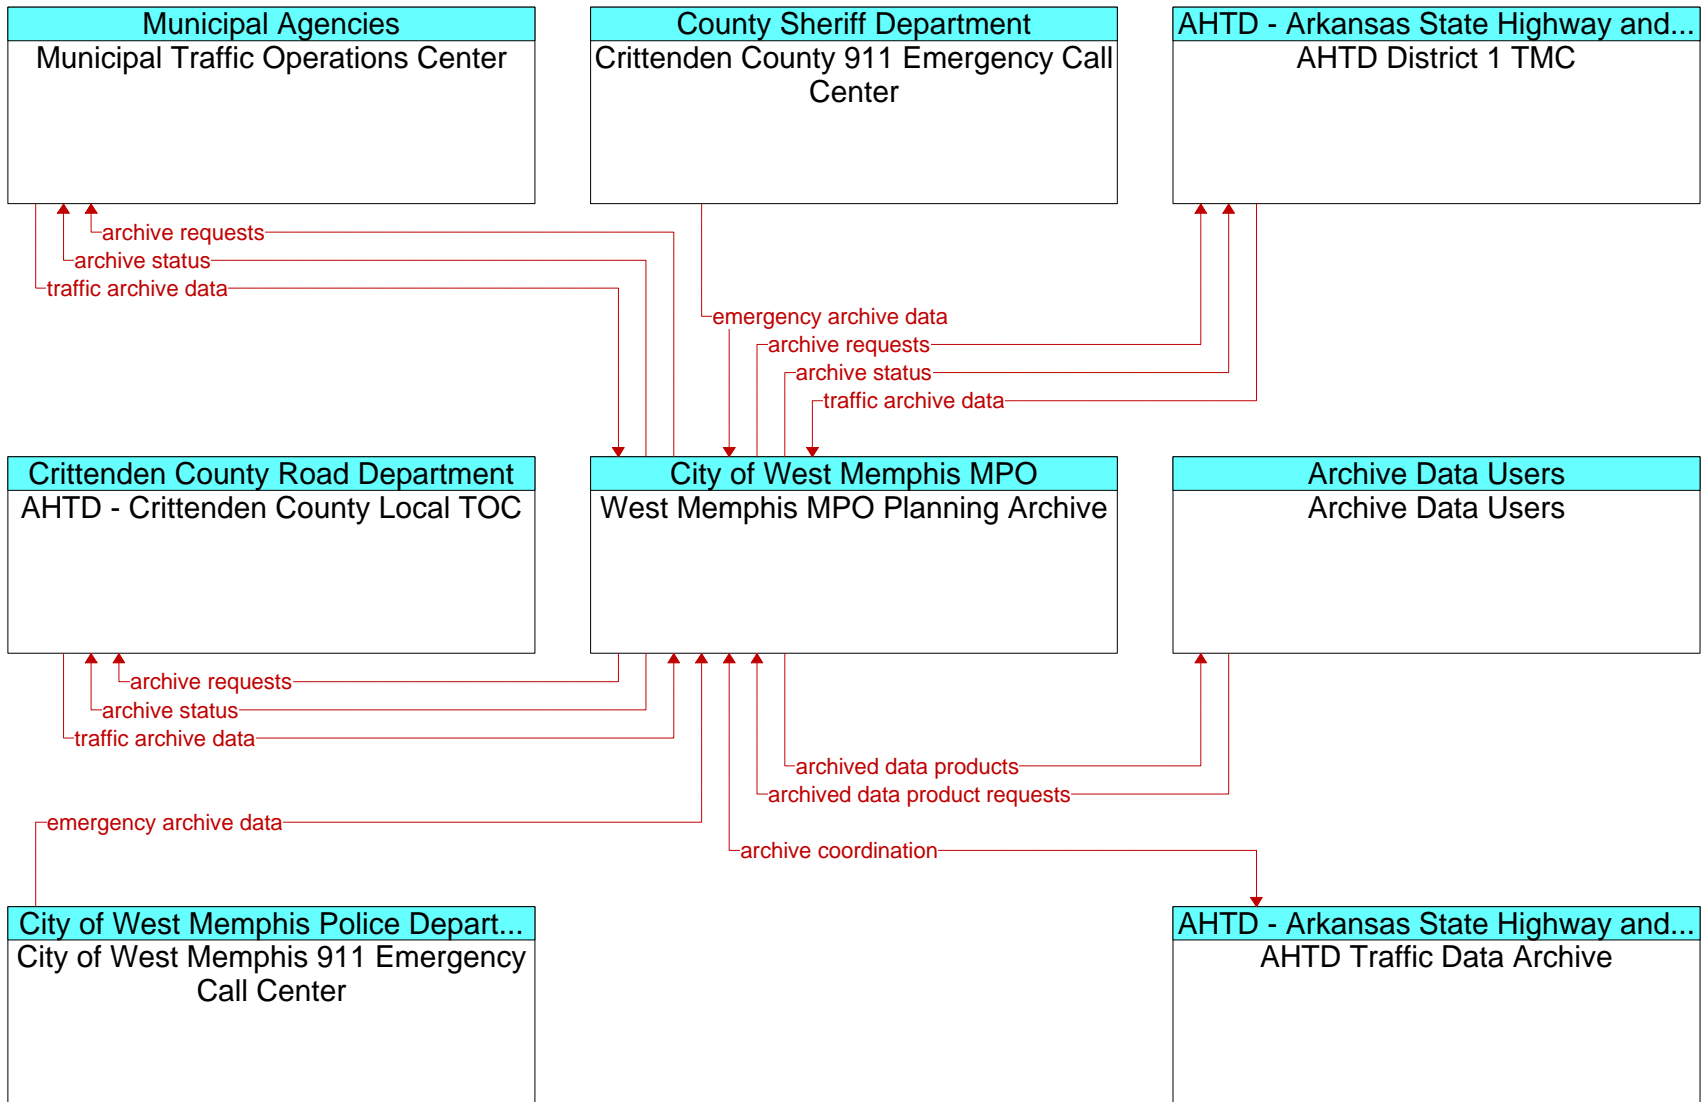 Municipal Agencies
Municipal Traffic Operations Center
County Sheriff Department
Crittenden County 911 Emergency Call
Center
AHTD - Arkansas State Highway and...
AHTD District 1 TMC
archive requests
archive status
traffic archive data
emergency archive data
archive requests
archive status
traffic archive data
Crittenden County Road Department
AHTD - Crittenden County Local TOC
City of West Memphis MPO
West Memphis MPO Planning Archive
Archive Data Users
Archive Data Users
archive requests
archive status
traffic archive data
archived data products
archived data product requests
emergency archive data
archive coordination
City of West Memphis Police Depart...
City of West Memphis 911 Emergency
Call Center
AHTD - Arkansas State Highway and...
AHTD Traffic Data Archive